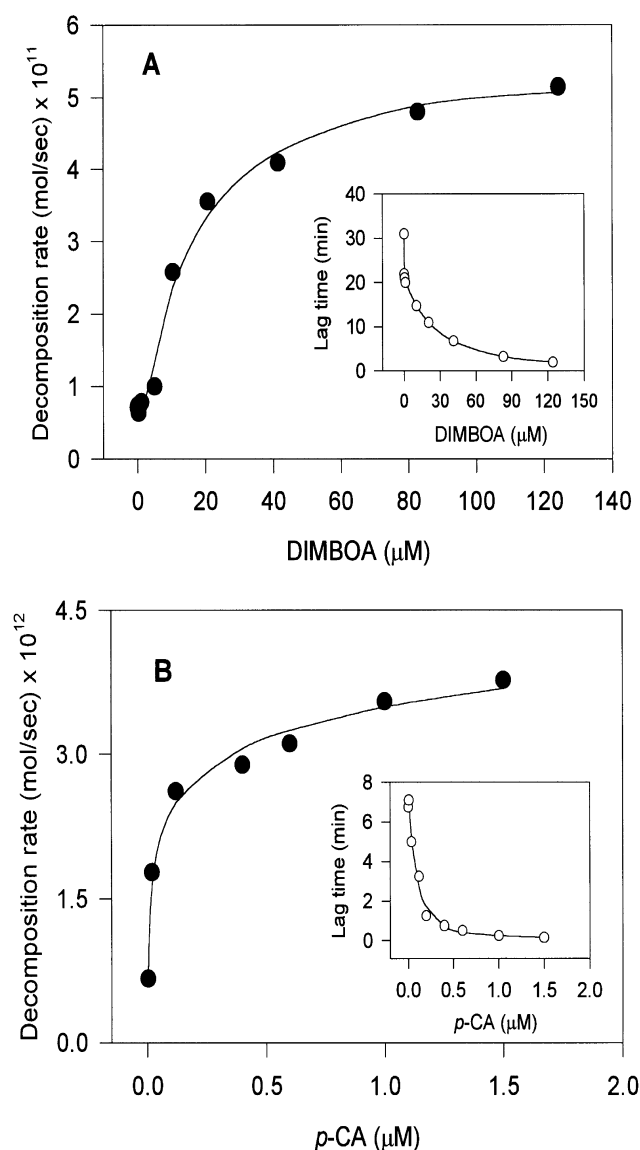 A
Decomposition rate (mol/sec) x 10¹¹
6
5
4
3
2
1
0
0 20 40 60 80 100 120 140
DIMBOA (μM)
Lag time (min)
40
30
20
10
0
0 30 60 90 120 150
DIMBOA (μM)
B
Decomposition rate (mol/sec) x 10¹²
4.5
3.0
1.5
0.0
0.0 0.5 1.0 1.5 2.0
p-CA (μM)
Lag time (min)
8
6
4
2
0
0.0 0.5 1.0 1.5 2.0
p-CA (μM)